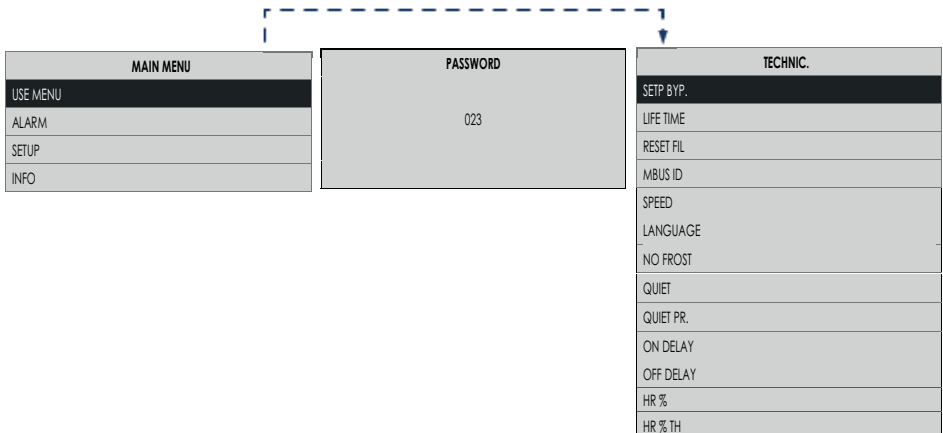 MAIN MENU
USE MENU
ALARM
SETUP
INFO
PASSWORD
023
TECHNIC.
SETP BYP.
LIFE TIME
RESET FIL
MBUS ID
SPEED
LANGUAGE
NO FROST
QUIET
QUIET PR.
ON DELAY
OFF DELAY
HR %
HR % TH